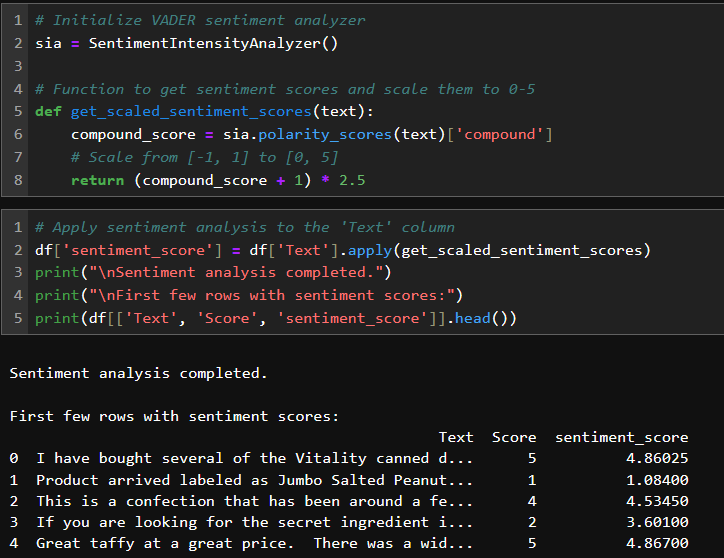 1 # Initialize VADER sentiment analyzer
2 sia = SentimentIntensityAnalyzer()
3
4 # Function to get sentiment scores and scale them to 0-5
5 def get_scaled_sentiment_scores(text):
6     compound_score = sia.polarity_scores(text)['compound']
7     # Scale from [-1, 1] to [0, 5]
8     return (compound_score + 1) * 2.5
1 # Apply sentiment analysis to the 'Text' column
2 df['sentiment_score'] = df['Text'].apply(get_scaled_sentiment_scores)
3 print("\nSentiment analysis completed.")
4 print("\nFirst few rows with sentiment scores:")
5 print(df[['Text', 'Score', 'sentiment_score']].head())
Sentiment analysis completed.
First few rows with sentiment scores:
Text  Score  sentiment_score
0  I have bought several of the Vitality canned d...      5          4.86025
1  Product arrived labeled as Jumbo Salted Peanut...      1          1.08400
2  This is a confection that has been around a fe...      4          4.53450
3  If you are looking for the secret ingredient i...      2          3.60100
4  Great taffy at a great price.  There was a wid...      5          4.86700